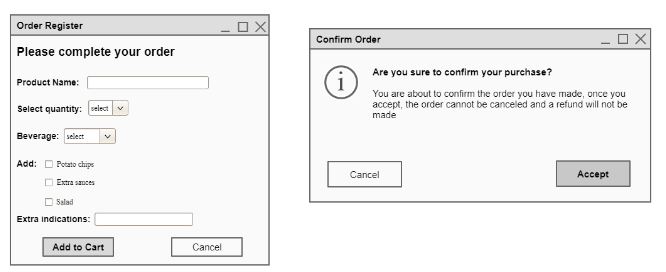 Order Register
Please complete your order
Product Name:
Select quantity: select
Beverage: select
Add: Potato chips
Extra sauces
Salad
Extra indications:
Add to Cart Cancel
Confirm Order
Are you sure to confirm your purchase?
You are about to confirm the order you have made, once you
accept, the order cannot be canceled and a refund will not be
made
Cancel Accept